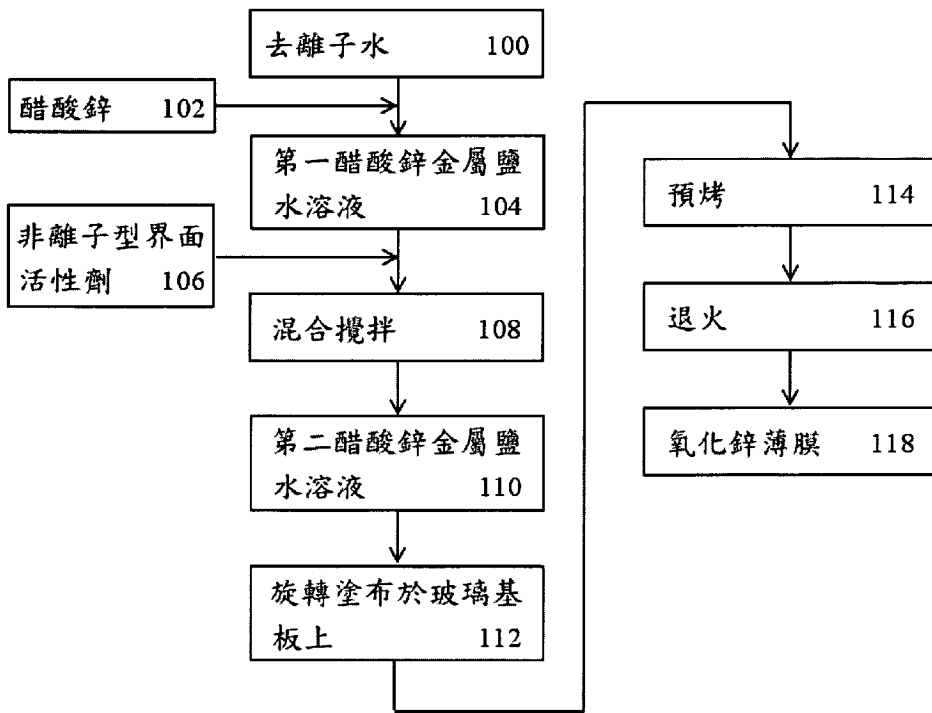 去離子水 100
醋酸鋅 102
第一醋酸鋅金屬鹽
水溶液 104
非離子型界面
活性劑 106
混合攪拌 108
第二醋酸鋅金屬鹽
水溶液 110
旋轉塗布於玻璃基
板上 112
預烤 114
退火 116
氧化鋅薄膜 118